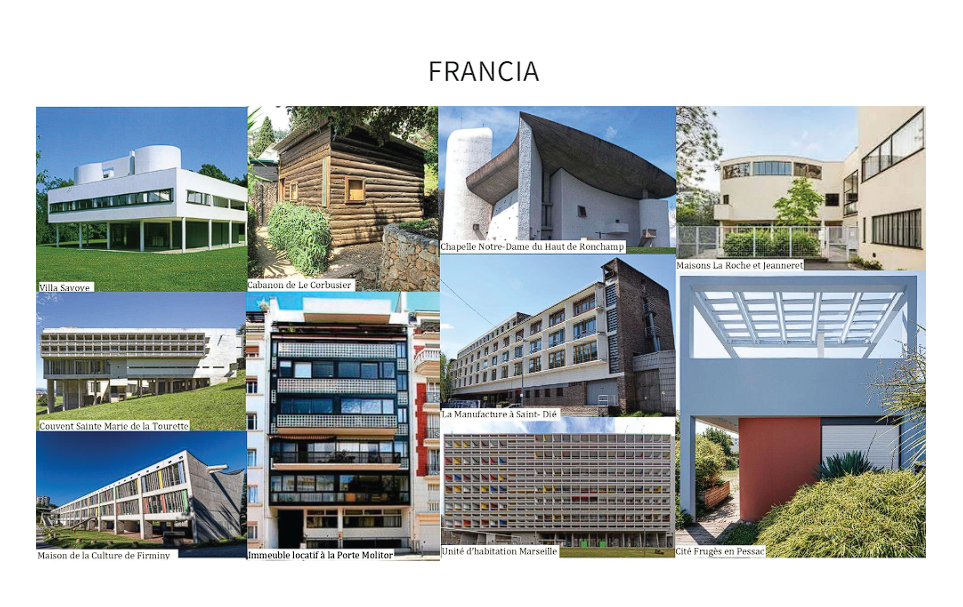 FRANCIA
Villa Savoye
Cabanon de Le Corbusier
Chapelle Notre-Dame du Haut de Ronchamp
Maisons La Roche et Jeanneret
Couvent Sainte Marie de la Tourette
La Manufacture à Saint- Dié
Maison de la Culture de Firminy
Immeuble locatif à la Porte Molitor
Unité d'habitation Marseille
Cité Frugès en Pessac